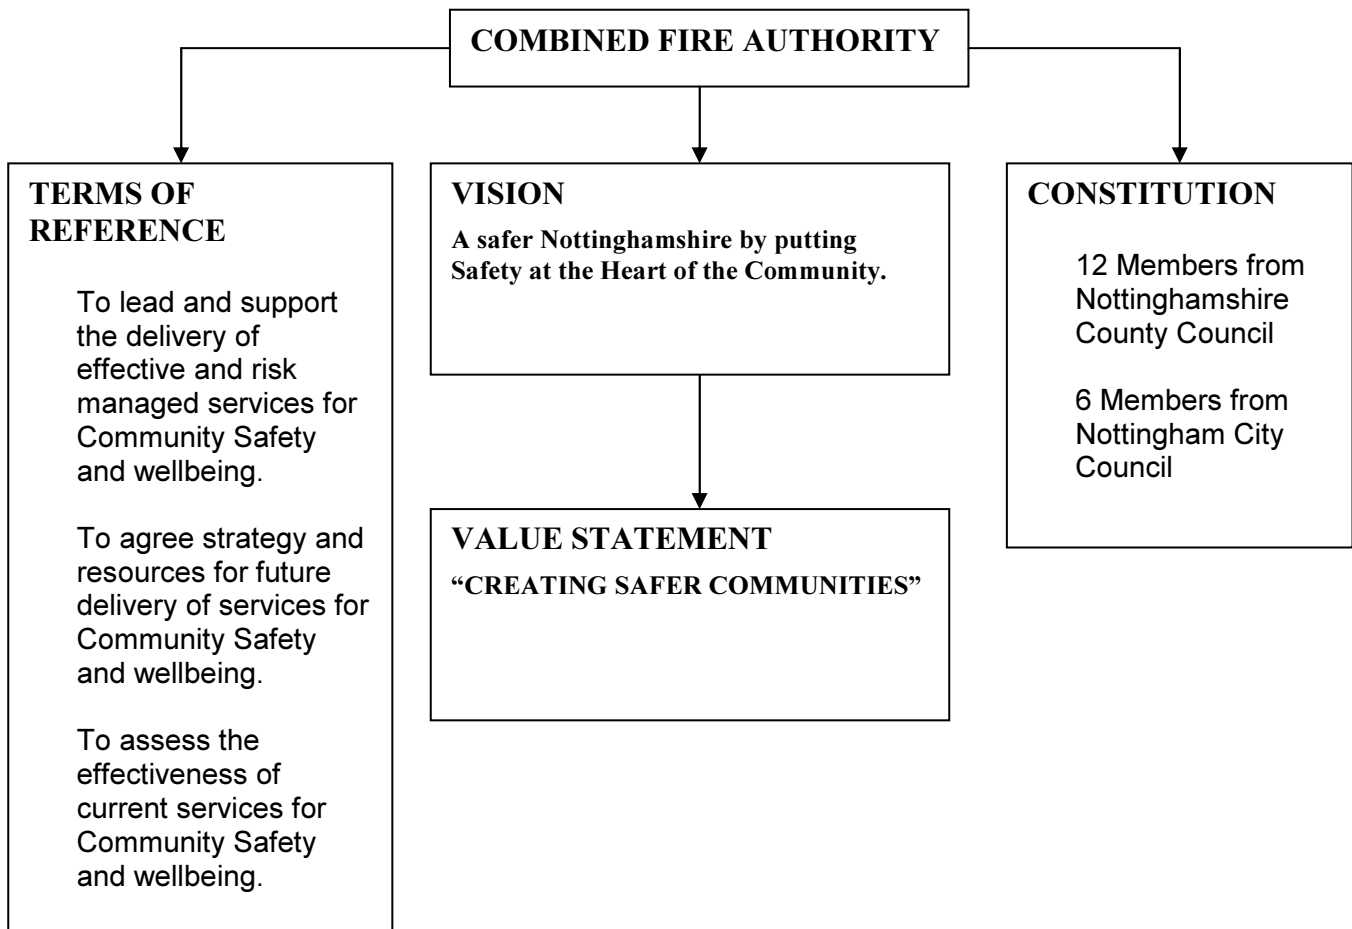 COMBINED FIRE AUTHORITY
TERMS OF
REFERENCE
To lead and support
the delivery of
effective and risk
managed services for
Community Safety
and wellbeing.
To agree strategy and
resources for future
delivery of services for
Community Safety
and wellbeing.
To assess the
effectiveness of
current services for
Community Safety
and wellbeing.
VISION
A safer Nottinghamshire by putting
Safety at the Heart of the Community.
VALUE STATEMENT
“CREATING SAFER COMMUNITIES”
CONSTITUTION
12 Members from
Nottinghamshire
County Council
6 Members from
Nottingham City
Council